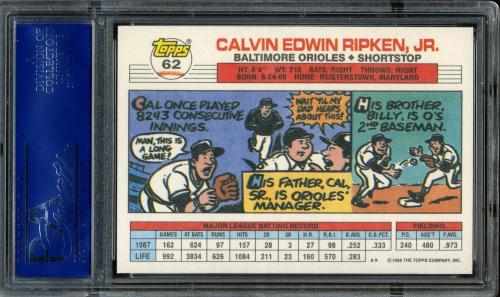 Topps
62
CALVIN EDWIN RIPKEN, JR.
BALTIMORE ORIOLES ◆ SHORTSTOP
HT: 6'4" WT: 218 BATS: RIGHT THROWS: RIGHT
BORN: 8-24-60 HOME: REISTERSTOWN, MARYLAND
CAL ONCE PLAYED
8243 CONSECUTIVE
INNINGS.
MAN, THIS IS
A LONG
GAME!
WAIT 'TIL MY
DAD HEARS
ABOUT THIS!
HIS FATHER, CAL,
SR., IS ORIOLES'
MANAGER.
HIS BROTHER,
BILLY, IS O'S
2ND BASEMAN.
MAJOR LEAGUE BATTING RECORD
FIELDING
GAMES AT BATS RUNS HITS 2B 3B H.R. R.B.I. B.AVG. O.B.PCT. P.O. AS'T F.AVG.
1987 162 624 97 157 28 3 27 98 .252 .333 240 480 .973
LIFE 992 3834 626 1084 211 23 160 570 .283
A★ ©1988 THE TOPPS COMPANY, INC.
DIVISION OF
COLLECTORS
PSA